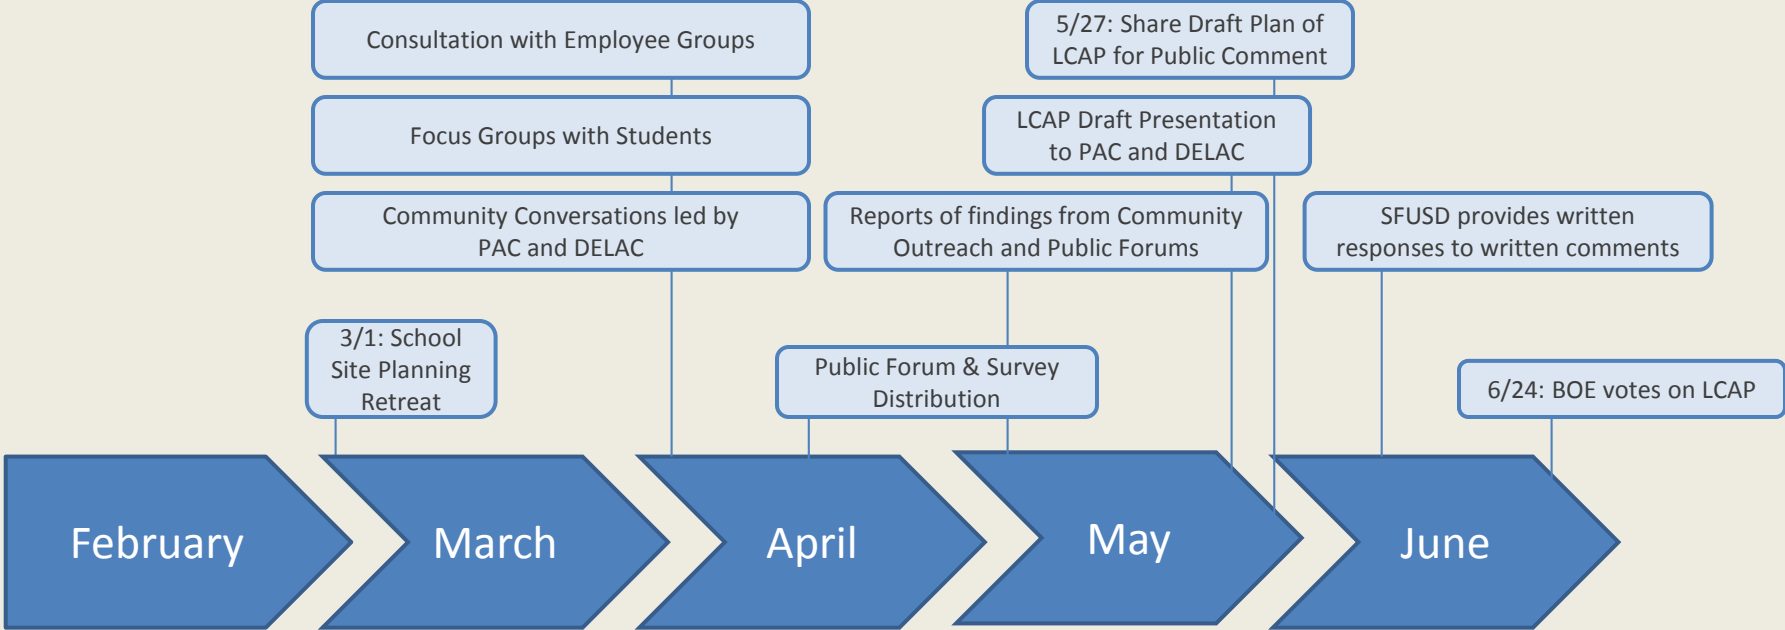 Consultation with Employee Groups
Focus Groups with Students
Community Conversations led by
PAC and DELAC
5/27: Share Draft Plan of
LCAP for Public Comment
LCAP Draft Presentation
to PAC and DELAC
Reports of findings from Community
Outreach and Public Forums
SFUSD provides written
responses to written comments
3/1: School
Site Planning
Retreat
Public Forum & Survey
Distribution
6/24: BOE votes on LCAP
February
March
April
May
June